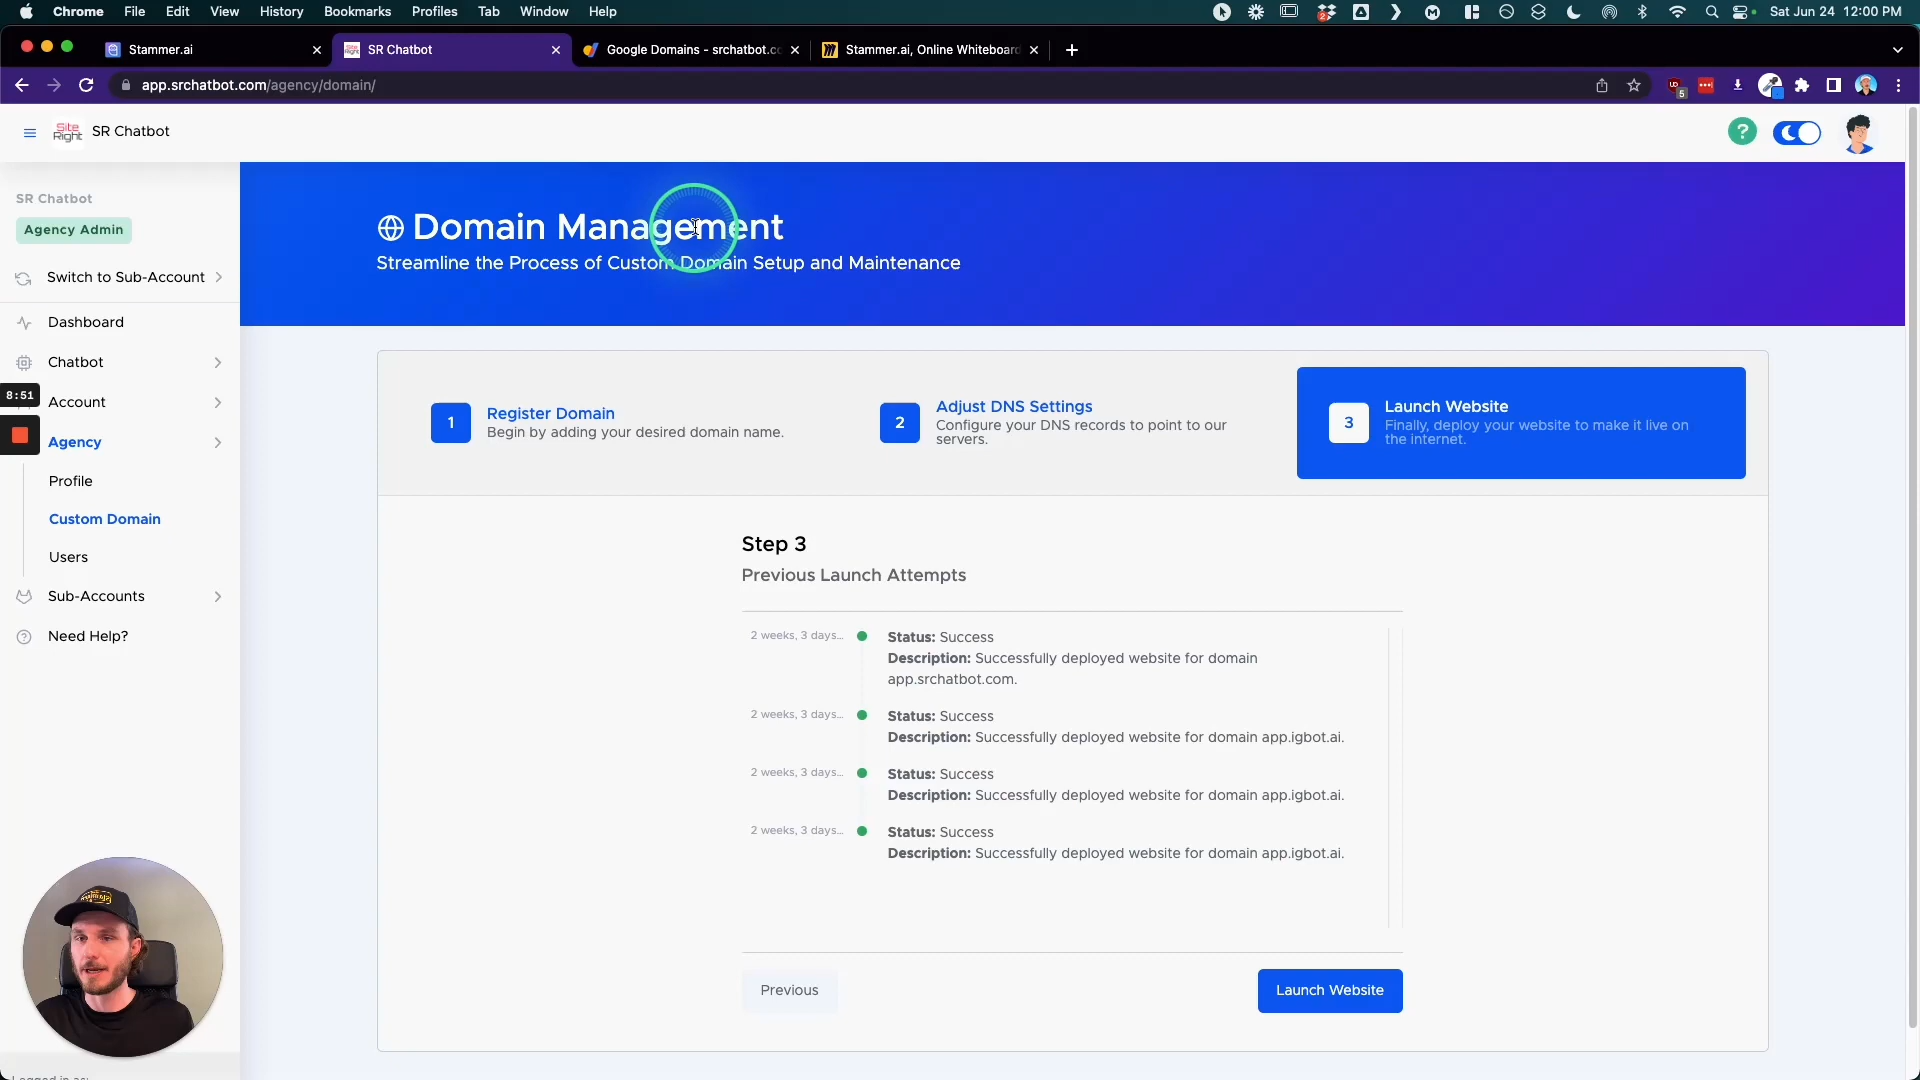 Chrome File Edit View History Bookmarks Profiles Tab Window Help
2
Sat Jun 24 12:00 PM
Stammer.ai
SR Chatbot
Google Domains - srchatbot.cc
Stammer.ai, Online Whiteboard
app.srchatbot.com/agency/domain/
5
Site
Right
SR Chatbot
?
SR Chatbot
Agency Admin
Switch to Sub-Account
Dashboard
Chatbot
8:51
Account
Agency
Profile
Custom Domain
Users
Sub-Accounts
Need Help?
Logged in as:
Domain Management
Streamline the Process of Custom Domain Setup and Maintenance
1
Register Domain
Begin by adding your desired domain name.
2
Adjust DNS Settings
Configure your DNS records to point to our
servers.
3
Launch Website
Finally, deploy your website to make it live on
the internet.
Step 3
Previous Launch Attempts
2 weeks, 3 days...
Status: Success
Description: Successfully deployed website for domain
app.srchatbot.com.
2 weeks, 3 days...
Status: Success
Description: Successfully deployed website for domain app.igbot.ai.
2 weeks, 3 days...
Status: Success
Description: Successfully deployed website for domain app.igbot.ai.
2 weeks, 3 days...
Status: Success
Description: Successfully deployed website for domain app.igbot.ai.
Previous
Launch Website